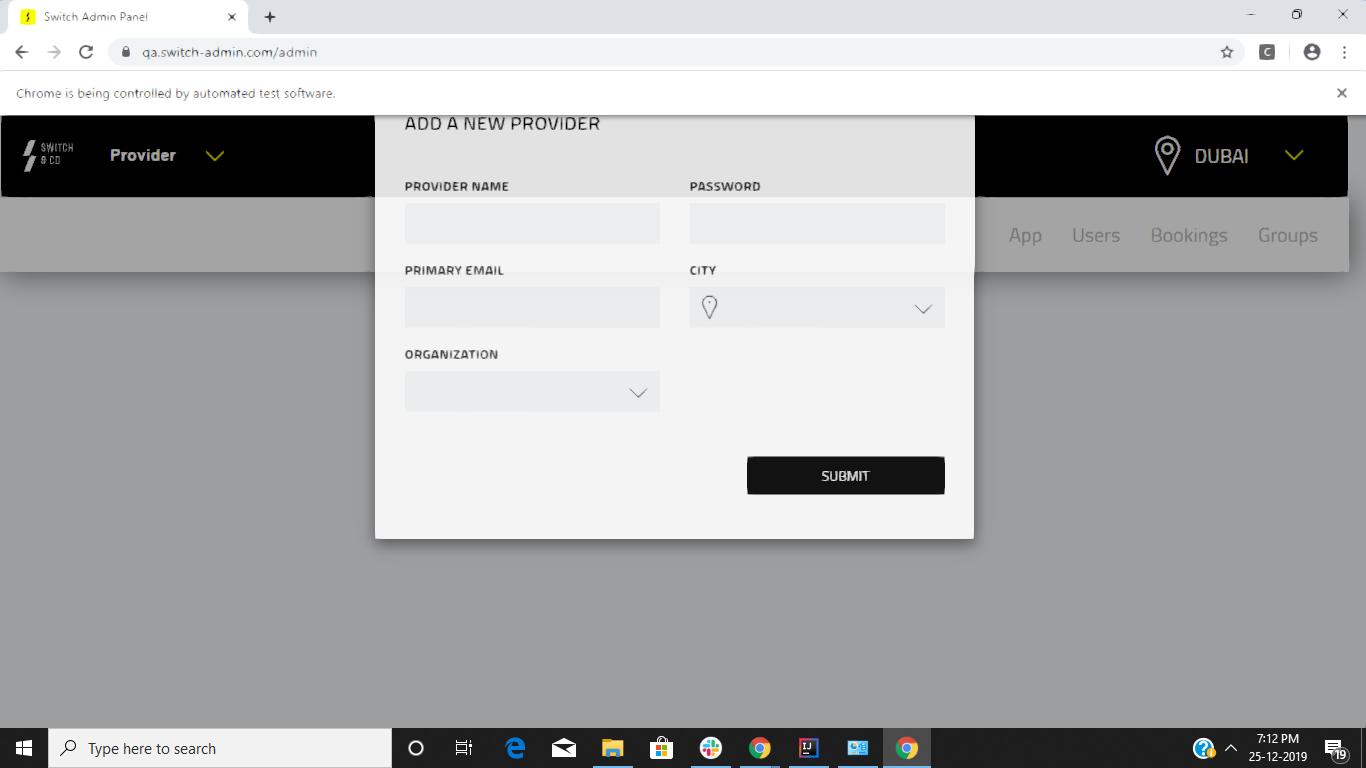 Switch Admin Panel
qa.switch-admin.com/admin
C
Chrome is being controlled by automated test software.
ADD A NEW PROVIDER
SWITCH
& CO
Provider
DUBAI
PROVIDER NAME
PASSWORD
App
Users
Bookings
Groups
PRIMARY EMAIL
CITY
ORGANIZATION
SUBMIT
Type here to search
IJ
7:12 PM
25-12-2019
19